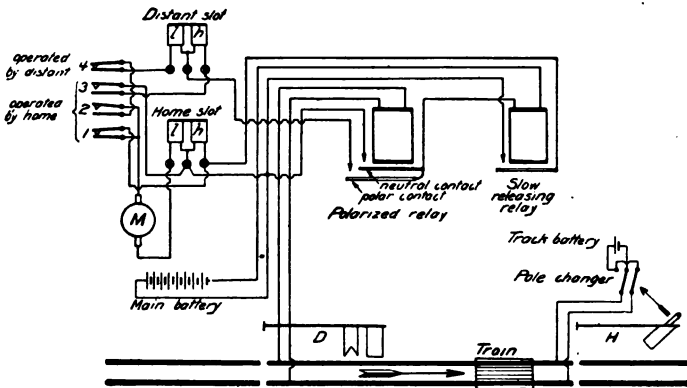 Distant slot
l h
operated
by distant
4
3
operated
by home
2
1
Home slot
l h
M
Main battery
neutral contact
polar contact
Polarized relay
Slow
releasing
relay
Track battery
Pole changer
D
H
Train